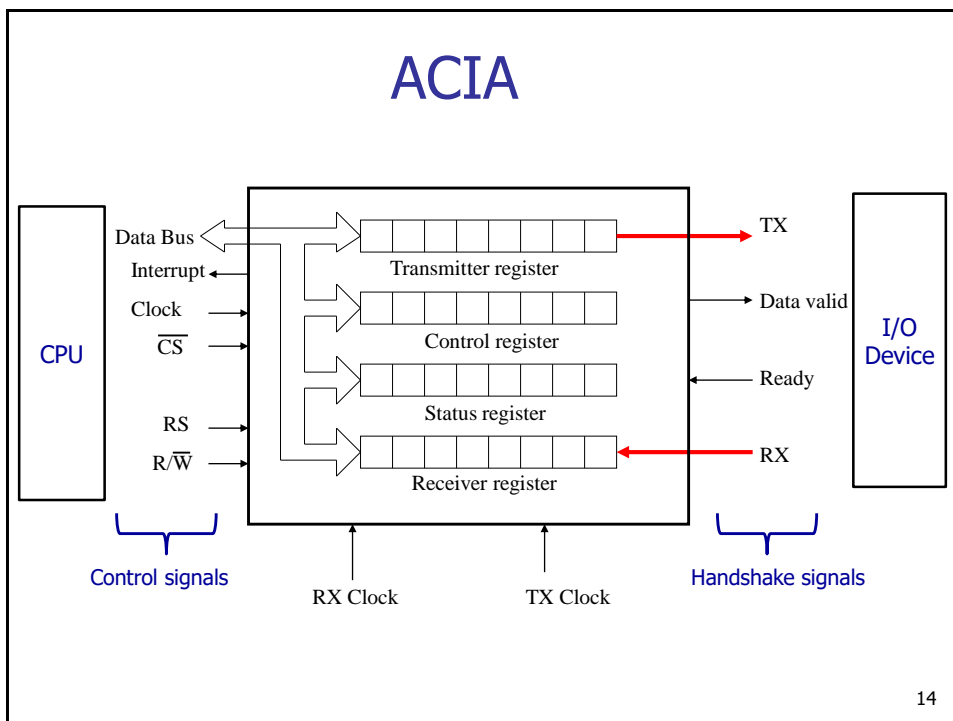 ACIA
CPU
Data Bus
Interrupt
Clock
C̅S̅
RS
R/W̅
Control signals
Transmitter register
Control register
Status register
Receiver register
RX Clock
TX Clock
TX
Data valid
Ready
RX
Handshake signals
I/O
Device
14